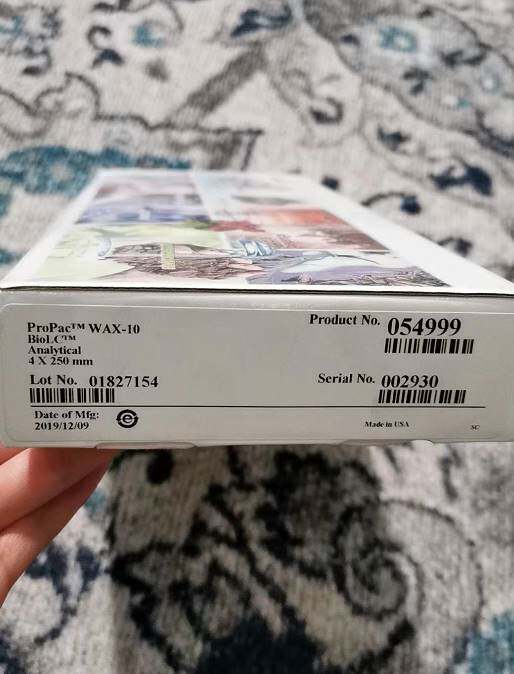 ProPac™ WAX-10
BioLC™
Analytical
4 X 250 mm
Product No. 054999
Lot No. 01827154
Serial No. 002930
Date of Mfg:
2019/12/09
e
Made in USA
SC